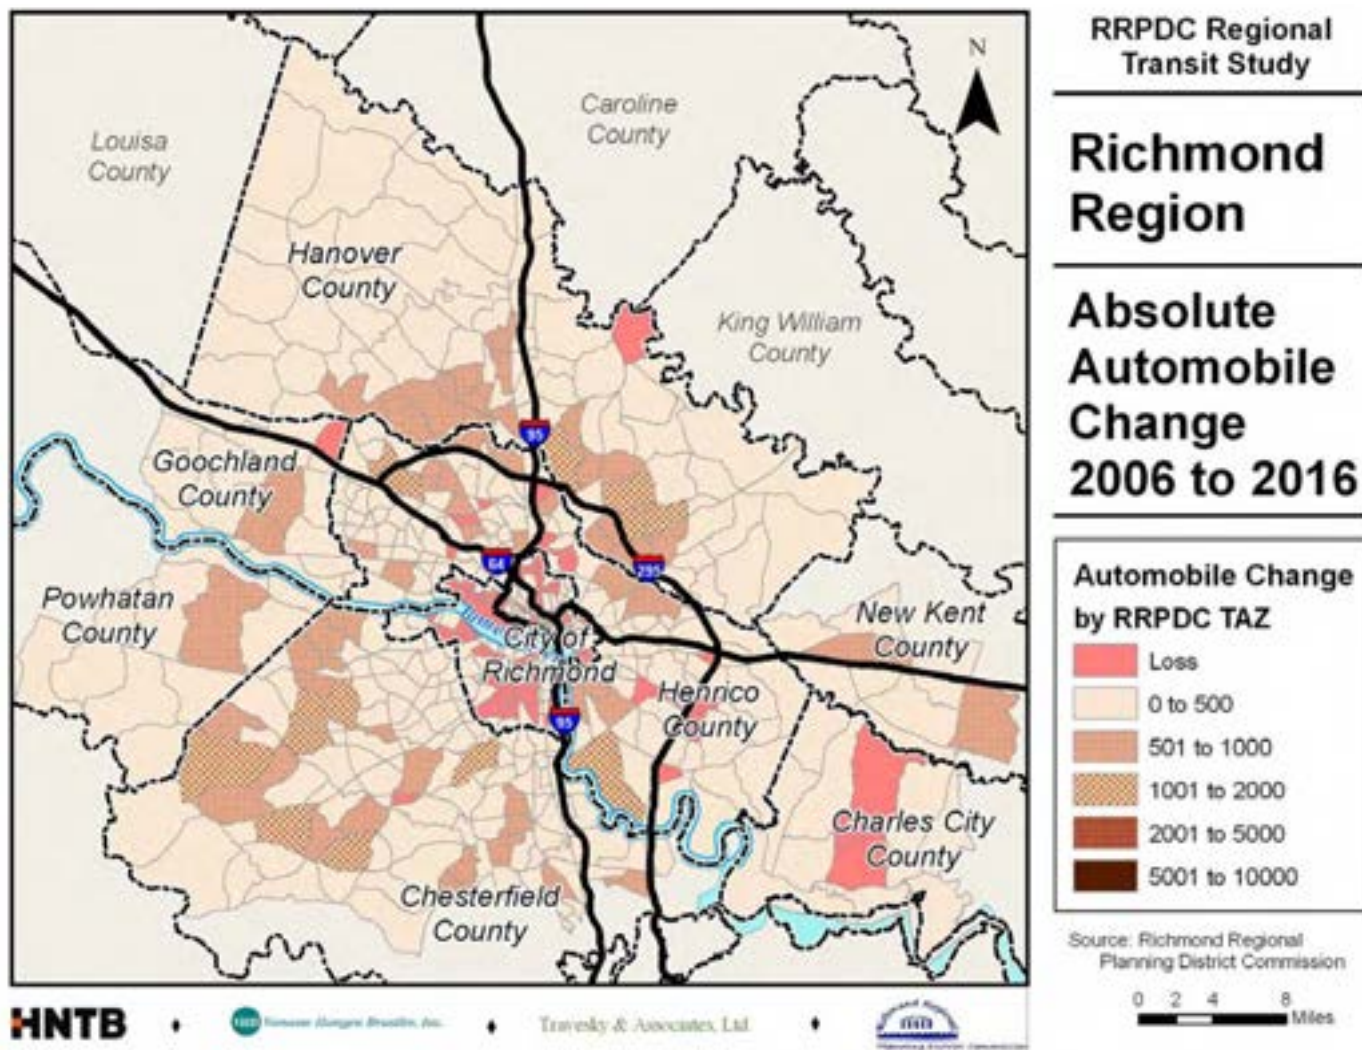 RRPDC Regional
Transit Study
Richmond
Region
Absolute
Automobile
Change
2006 to 2016
Automobile Change
by RRPDC TAZ
Loss
0 to 500
501 to 1000
1001 to 2000
2001 to 5000
5001 to 10000
Source: Richmond Regional
Planning District Commission
0 2 4 8
Miles
N
Caroline
County
Louisa
County
Hanover
County
King William
County
95
Goochland
County
64
295
Powhatan
County
New Kent
County
City of
Richmond
Henrico
County
95
Charles City
County
Chesterfield
County
HNTB
Travesky & Associates, Ltd.